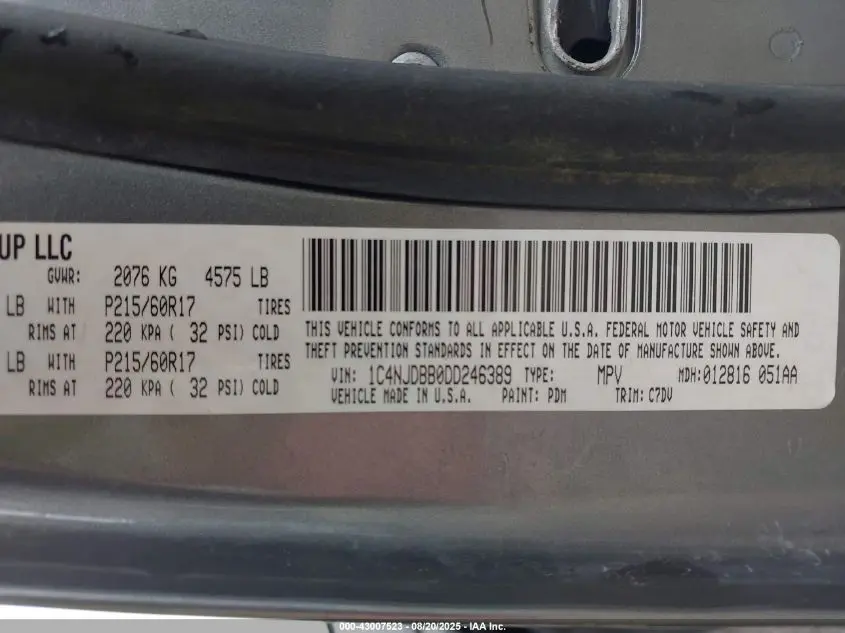 UP LLC
GVWR: 2076 KG 4575 LB
LB WITH P215/60R17 TIRES
RIMS AT 220 KPA ( 32 PSI) COLD
LB WITH P215/60R17 TIRES
RIMS AT 220 KPA ( 32 PSI) COLD
THIS VEHICLE CONFORMS TO ALL APPLICABLE U.S.A. FEDERAL MOTOR VEHICLE SAFETY AND
THEFT PREVENTION STANDARDS IN EFFECT ON THE DATE OF MANUFACTURE SHOWN ABOVE.
VIN: 1C4NJDBB0DD246389 TYPE: MPV MDH:012816 051AA
VEHICLE MADE IN U.S.A. PAINT: PDM TRIM: C7DV
000-43007523 - 08/20/2025 - IAA Inc.